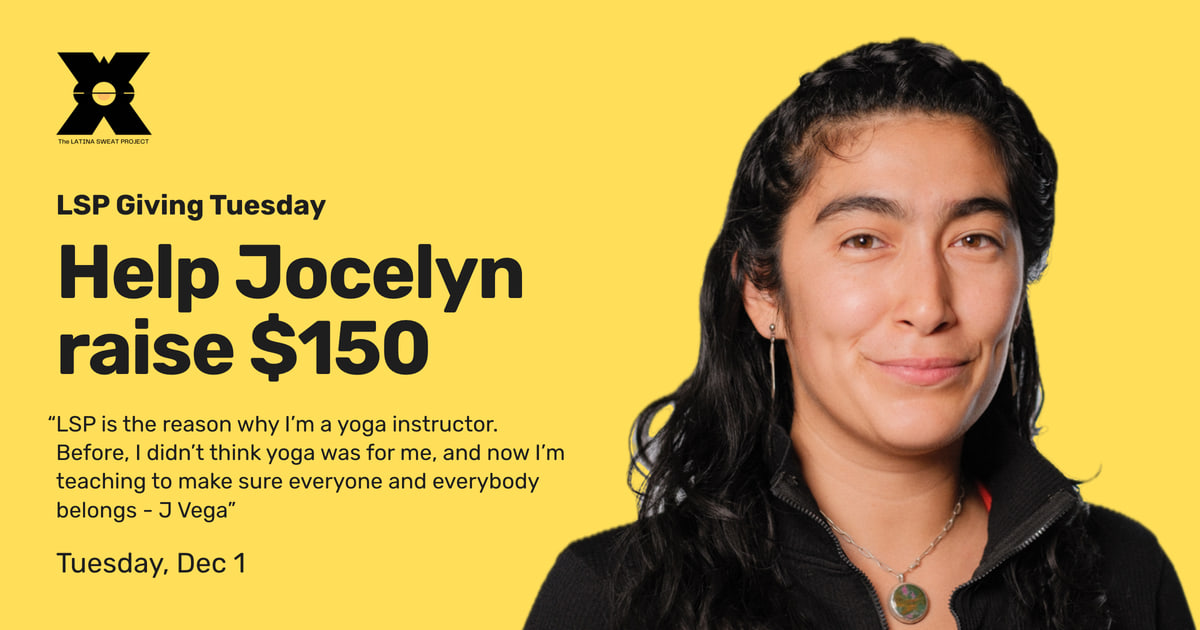 The LATINA SWEAT PROJECT
LSP Giving Tuesday
Help Jocelyn
raise $150
“LSP is the reason why I’m a yoga instructor.
Before, I didn’t think yoga was for me, and now I’m
teaching to make sure everyone and everybody
belongs - J Vega”
Tuesday, Dec 1